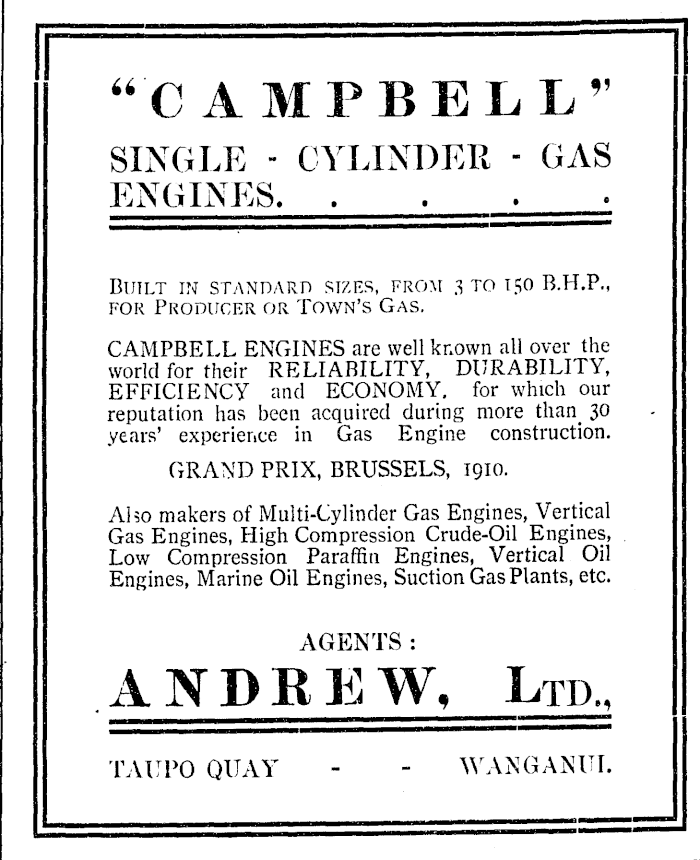 “CAMPBELL”
SINGLE - CYLINDER - GAS
ENGINES. . . . .
BUILT IN STANDARD SIZES, FROM 3 TO 150 B.H.P.,
FOR PRODUCER OR TOWN'S GAS.
CAMPBELL ENGINES are well known all over the
world for their RELIABILITY, DURABILITY,
EFFICIENCY and ECONOMY, for which our
reputation has been acquired during more than 30
years' experience in Gas Engine construction.
GRAND PRIX, BRUSSELS, 1910.
Also makers of Multi-Cylinder Gas Engines, Vertical
Gas Engines, High Compression Crude-Oil Engines,
Low Compression Paraffin Engines, Vertical Oil
Engines, Marine Oil Engines, Suction Gas Plants, etc.
AGENTS :
ANDREW, LTD.,
TAUPO QUAY - - WANGANUI.